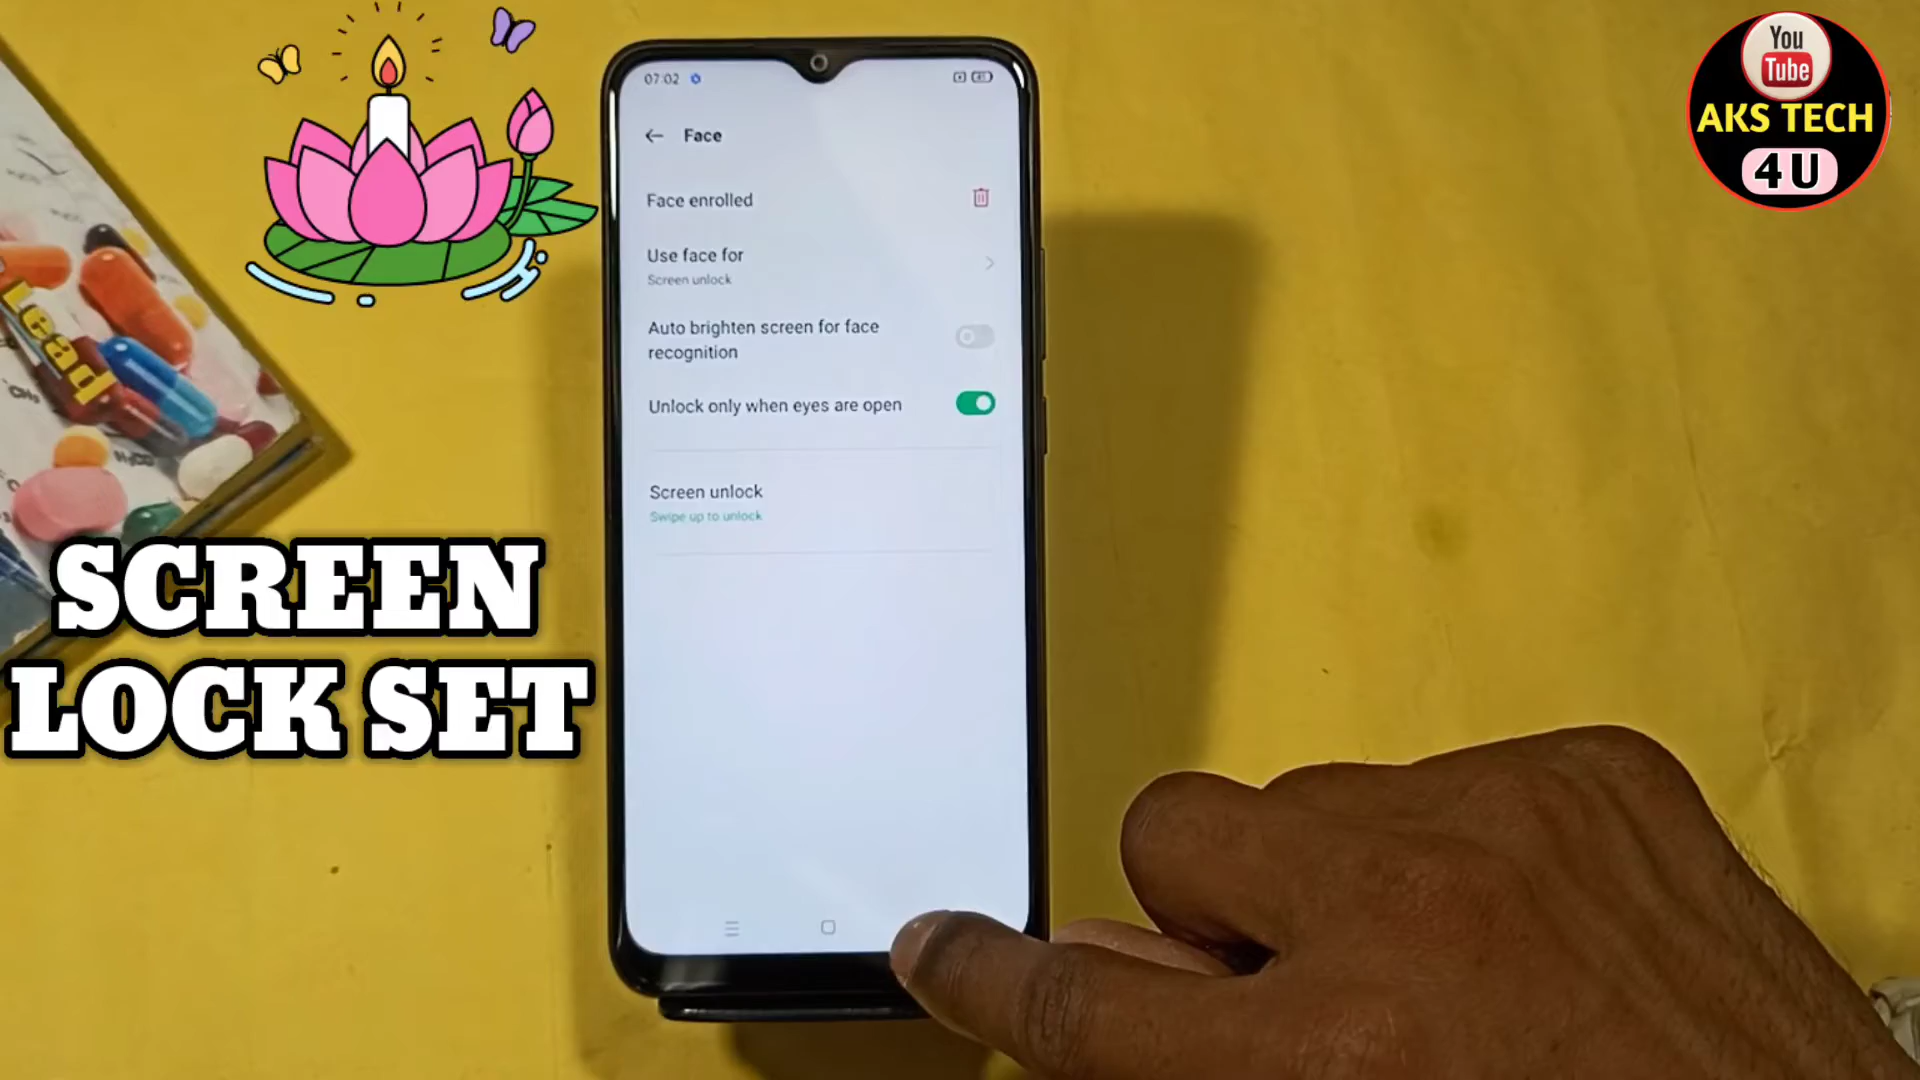 07:02
Face
Face enrolled
Use face for
Screen unlock
Auto brighten screen for face
recognition
Unlock only when eyes are open
Screen unlock
Swipe up to unlock
SCREEN
LOCK SET
You
Tube
AKS TECH
4U
Lead